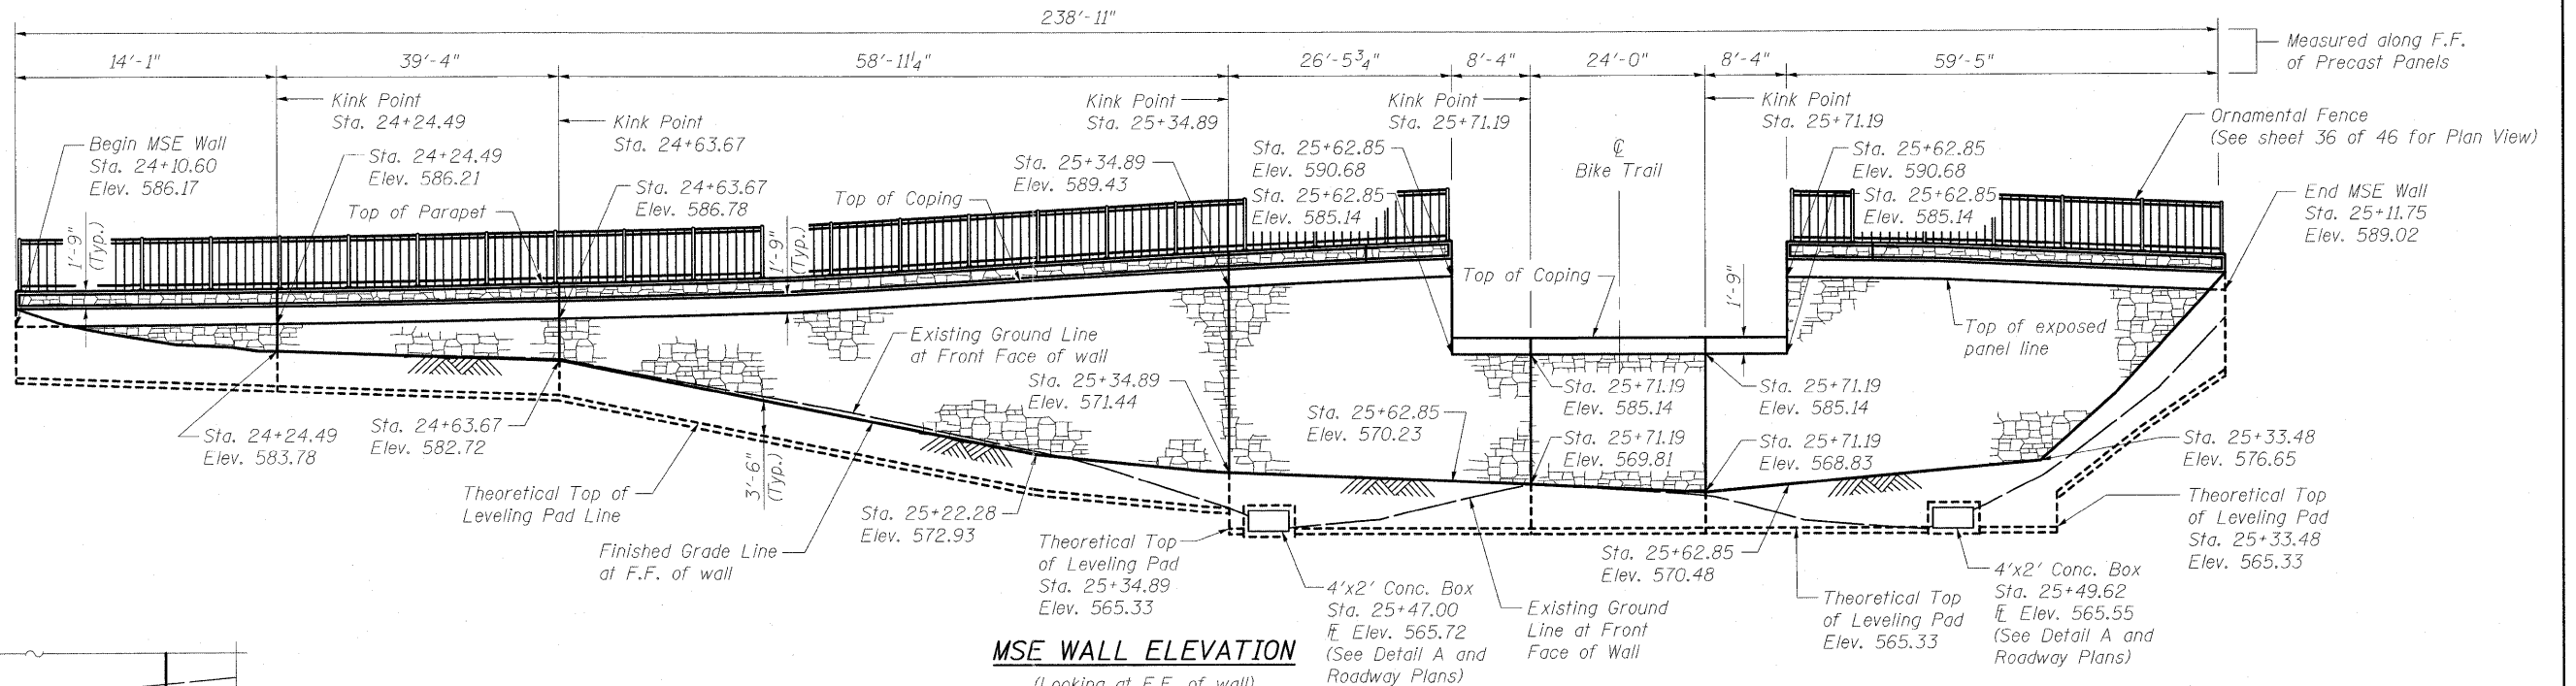 238'-11"
14'-1"
39'-4"
58'-11¼"
26'-5¾"
8'-4"
24'-0"
8'-4"
59'-5"
Measured along F.F.
of Precast Panels
Kink Point
Sta. 24+24.49
Kink Point
Sta. 24+63.67
Kink Point
Sta. 25+34.89
Kink Point
Sta. 25+71.19
Kink Point
Sta. 25+71.19
Ornamental Fence
(See sheet 36 of 46 for Plan View)
Begin MSE Wall
Sta. 24+10.60
Elev. 586.17
Sta. 24+24.49
Elev. 586.21
Sta. 24+63.67
Elev. 586.78
Top of Parapet
Sta. 25+34.89
Elev. 589.43
Top of Coping
Sta. 25+62.85
Elev. 590.68
Sta. 25+62.85
Elev. 585.14
℄
Bike Trail
Sta. 25+62.85
Elev. 590.68
Sta. 25+62.85
Elev. 585.14
End MSE Wall
Sta. 25+11.75
Elev. 589.02
1'-9"
(Typ.)
1'-9"
(Typ.)
Top of Coping
1'-9"
Top of exposed
panel line
Existing Ground Line
at Front Face of wall
Sta. 25+34.89
Elev. 571.44
Sta. 25+62.85
Elev. 570.23
Sta. 25+71.19
Elev. 585.14
Sta. 25+71.19
Elev. 585.14
Sta. 25+71.19
Elev. 569.81
Sta. 25+71.19
Elev. 568.83
Sta. 25+33.48
Elev. 576.65
Sta. 24+24.49
Elev. 583.78
Sta. 24+63.67
Elev. 582.72
3'-6"
(Typ.)
Theoretical Top of
Leveling Pad Line
Finished Grade Line
at F.F. of wall
Sta. 25+22.28
Elev. 572.93
Theoretical Top
of Leveling Pad
Sta. 25+34.89
Elev. 565.33
4'x2' Conc. Box
Sta. 25+47.00
FL Elev. 565.72
(See Detail A and
Roadway Plans)
Existing Ground
Line at Front
Face of Wall
Sta. 25+62.85
Elev. 570.48
Theoretical Top
of Leveling Pad
Elev. 565.33
4'x2' Conc. Box
Sta. 25+49.62
FL Elev. 565.55
(See Detail A and
Roadway Plans)
Theoretical Top
of Leveling Pad
Sta. 25+33.48
Elev. 565.33
MSE WALL ELEVATION
(Looking at F.F. of wall)